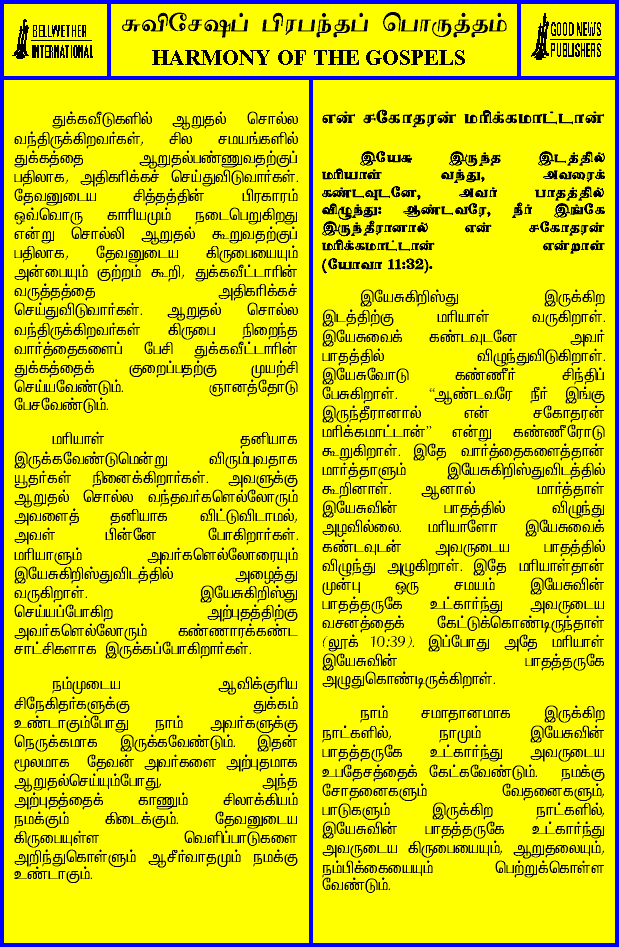 BELLWETHER
INTERNATIONAL
சுவிசேஷப் பிரபந்தப் பொருத்தம்
HARMONY OF THE GOSPELS
GOOD NEWS
PUBLISHERS
துக்கவீடுகளில் ஆறுதல் சொல்ல
வந்திருக்கிறவர்கள், சில சமயங்களில்
துக்கத்தை ஆறுதல்பண்ணுவதற்குப்
பதிலாக, அதிகரிக்கச் செய்துவிடுவார்கள்.
தேவனுடைய சித்தத்தின் பிரகாரம்
ஒவ்வொரு காரியமும் நடைபெறுகிறது
என்று சொல்லி ஆறுதல் கூறுவதற்குப்
பதிலாக, தேவனுடைய கிருபையையும்
அன்பையும் குற்றம் கூறி, துக்கவீட்டாரின்
வருத்தத்தை அதிகரிக்கச்
செய்துவிடுவார்கள். ஆறுதல் சொல்ல
வந்திருக்கிறவர்கள் கிருபை நிறைந்த
வார்த்தைகளைப் பேசி துக்கவீட்டாரின்
துக்கத்தைக் குறைப்பதற்கு முயற்சி
செய்யவேண்டும். ஞானத்தோடு
பேசவேண்டும்.
மரியாள் தனியாக
இருக்கவேண்டுமென்று விரும்புவதாக
யூதர்கள் நினைக்கிறார்கள். அவளுக்கு
ஆறுதல் சொல்ல வந்தவர்களெல்லோரும்
அவளைத் தனியாக விட்டுவிடாமல்,
அவள் பின்னே போகிறார்கள்.
மரியாளும் அவர்களெல்லோரையும்
இயேசுகிறிஸ்துவிடத்தில் அழைத்து
வருகிறாள். இயேசுகிறிஸ்து
செய்யப்போகிற அற்புதத்திற்கு
அவர்களெல்லோரும் கண்ணாரக்கண்ட
சாட்சிகளாக இருக்கப்போகிறார்கள்.
நம்முடைய ஆவிக்குரிய
சிநேகிதர்களுக்கு துக்கம்
உண்டாகும்போது நாம் அவர்களுக்கு
நெருக்கமாக இருக்கவேண்டும். இதன்
மூலமாக தேவன் அவர்களை அற்புதமாக
ஆறுதல்செய்யும்போது, அந்த
அற்புதத்தைக் காணும் சிலாக்கியம்
நமக்கும் கிடைக்கும். தேவனுடைய
கிருபையுள்ள வெளிப்பாடுகளை
அறிந்துகொள்ளும் ஆசீர்வாதமும் நமக்கு
உண்டாகும்.
என் சகோதரன் மரிக்கமாட்டான்
இயேசு இருந்த இடத்தில்
மரியாள் வந்து, அவரைக்
கண்டவுடனே, அவர் பாதத்தில்
விழுந்து: ஆண்டவரே, நீர் இங்கே
இருந்தீரானால் என் சகோதரன்
மரிக்கமாட்டான் என்றாள்
(யோவா 11:32).
இயேசுகிறிஸ்து இருக்கிற
இடத்திற்கு மரியாள் வருகிறாள்.
இயேசுவைக் கண்டவுடனே அவர்
பாதத்தில் விழுந்துவிடுகிறாள்.
இயேசுவோடு கண்ணீர் சிந்திப்
பேசுகிறாள். “ஆண்டவரே நீர் இங்கு
இருந்தீரானால் என் சகோதரன்
மரிக்கமாட்டான்” என்று கண்ணீரோடு
கூறுகிறாள். இதே வார்த்தைகளைத்தான்
மார்த்தாளும் இயேசுகிறிஸ்துவிடத்தில்
கூறினாள். ஆனால் மார்த்தாள்
இயேசுவின் பாதத்தில் விழுந்து
அழவில்லை. மரியாளோ இயேசுவைக்
கண்டவுடன் அவருடைய பாதத்தில்
விழுந்து அழுகிறாள். இதே மரியாள்தான்
முன்பு ஒரு சமயம் இயேசுவின்
பாதத்தருகே உட்கார்ந்து அவருடைய
வசனத்தைக் கேட்டுக்கொண்டிருந்தாள்
(லூக் 10:39). இப்போது அதே மரியாள்
இயேசுவின் பாதத்தருகே
அழுதுகொண்டிருக்கிறாள்.
நாம் சமாதானமாக இருக்கிற
நாட்களில், நாமும் இயேசுவின்
பாதத்தருகே உட்கார்ந்து அவருடைய
உபதேசத்தைக் கேட்கவேண்டும். நமக்கு
சோதனைகளும் வேதனைகளும்,
பாடுகளும் இருக்கிற நாட்களில்,
இயேசுவின் பாதத்தருகே உட்கார்ந்து
அவருடைய கிருபையையும், ஆறுதலையும்,
நம்பிக்கையையும் பெற்றுக்கொள்ள
வேண்டும்.